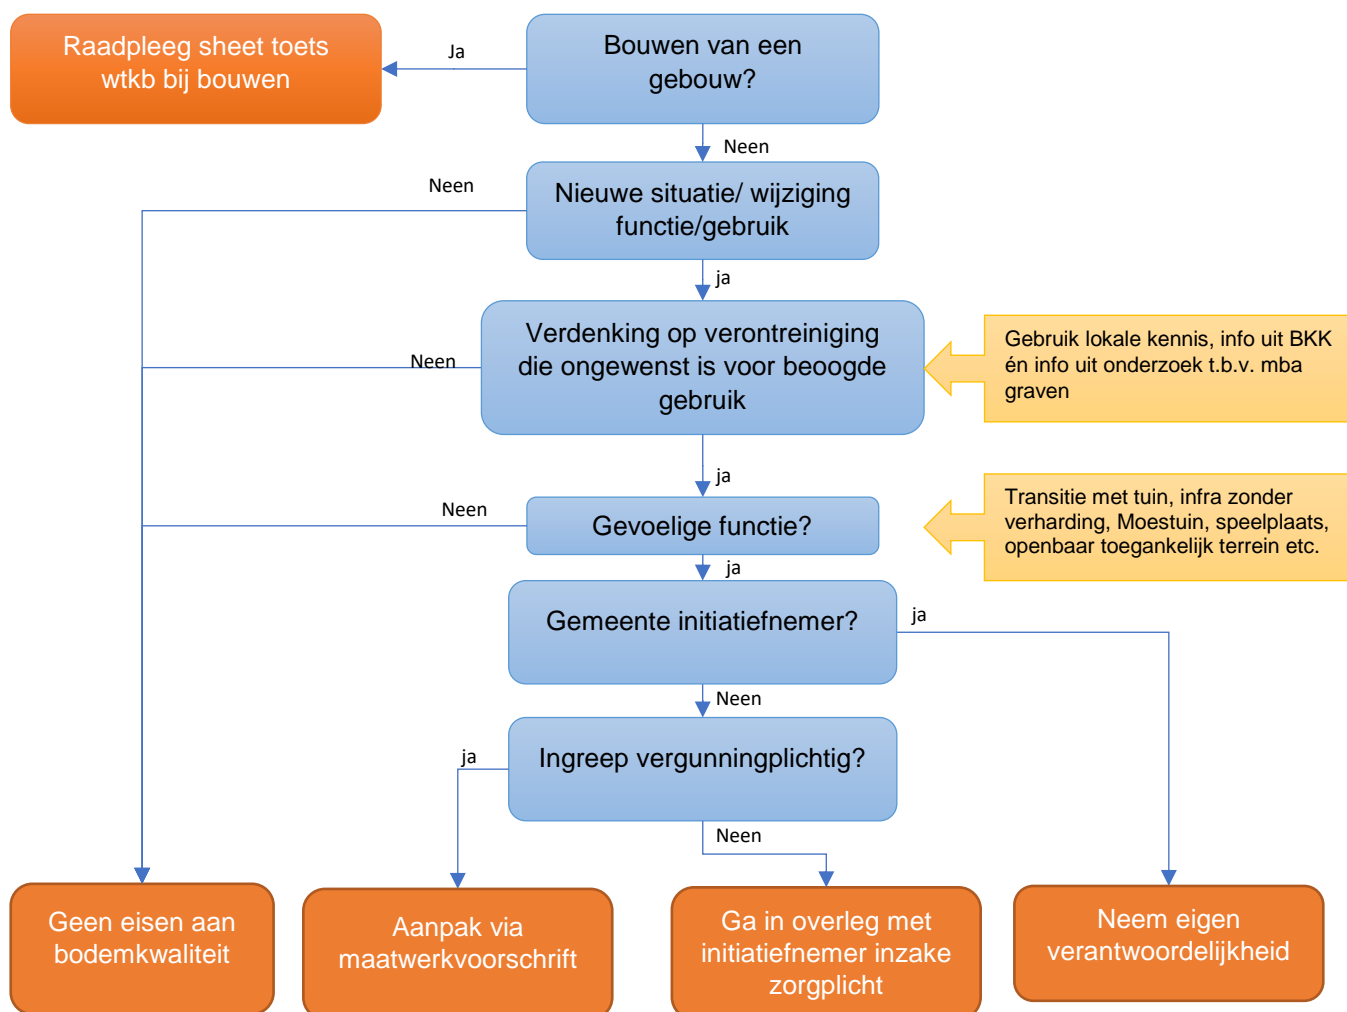 Raadpleeg sheet toets
wtkb bij bouwen
Ja
Bouwen van een
gebouw?
Neen
Neen
Nieuwe situatie/ wijziging
functie/gebruik
ja
Verdenking op verontreiniging
die ongewenst is voor beoogde
gebruik
Neen
Gebruik lokale kennis, info uit BKK
én info uit onderzoek t.b.v. mba
graven
ja
Neen
Gevoelige functie?
Transitie met tuin, infra zonder
verharding, Moestuin, speelplaats,
openbaar toegankelijk terrein etc.
ja
Gemeente initiatiefnemer?
ja
Neen
ja
Ingreep vergunningplichtig?
Neen
Geen eisen aan
bodemkwaliteit
Aanpak via
maatwerkvoorschrift
Ga in overleg met
initiatiefnemer inzake
zorgplicht
Neem eigen
verantwoordelijkheid